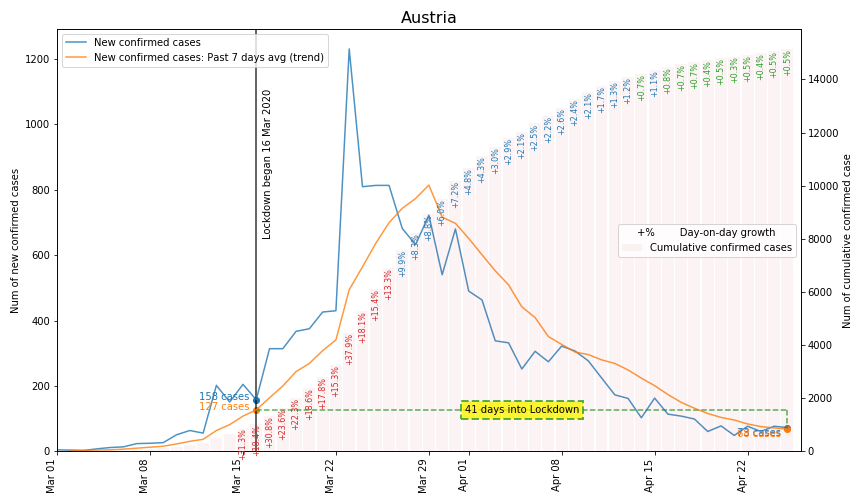 Austria
New confirmed cases
New confirmed cases: Past 7 days avg (trend)
Lockdown began 16 Mar 2020
Num of new confirmed cases
Num of cumulative confirmed case
1200
1000
800
600
400
200
0
14000
12000
10000
8000
6000
4000
2000
0
+% Day-on-day growth
Cumulative confirmed cases
158 cases
127 cases
41 days into Lockdown
+31.3%
+18.4%
+30.8%
+23.6%
+22.3%
+18.6%
+17.8%
+15.3%
+37.9%
+18.1%
+15.4%
+13.3%
+9.9%
+8.3%
+8.8%
+6.0%
+7.2%
+4.8%
+4.3%
+3.0%
+2.9%
+2.1%
+2.5%
+2.2%
+2.6%
+2.4%
+2.1%
+1.7%
+1.3%
+1.2%
+0.7%
+1.1%
+0.8%
+0.7%
+0.7%
+0.4%
+0.5%
+0.3%
+0.5%
+0.4%
+0.5%
+0.5%
cases
cases
Mar 01
Mar 08
Mar 15
Mar 22
Mar 29
Apr 01
Apr 08
Apr 15
Apr 22